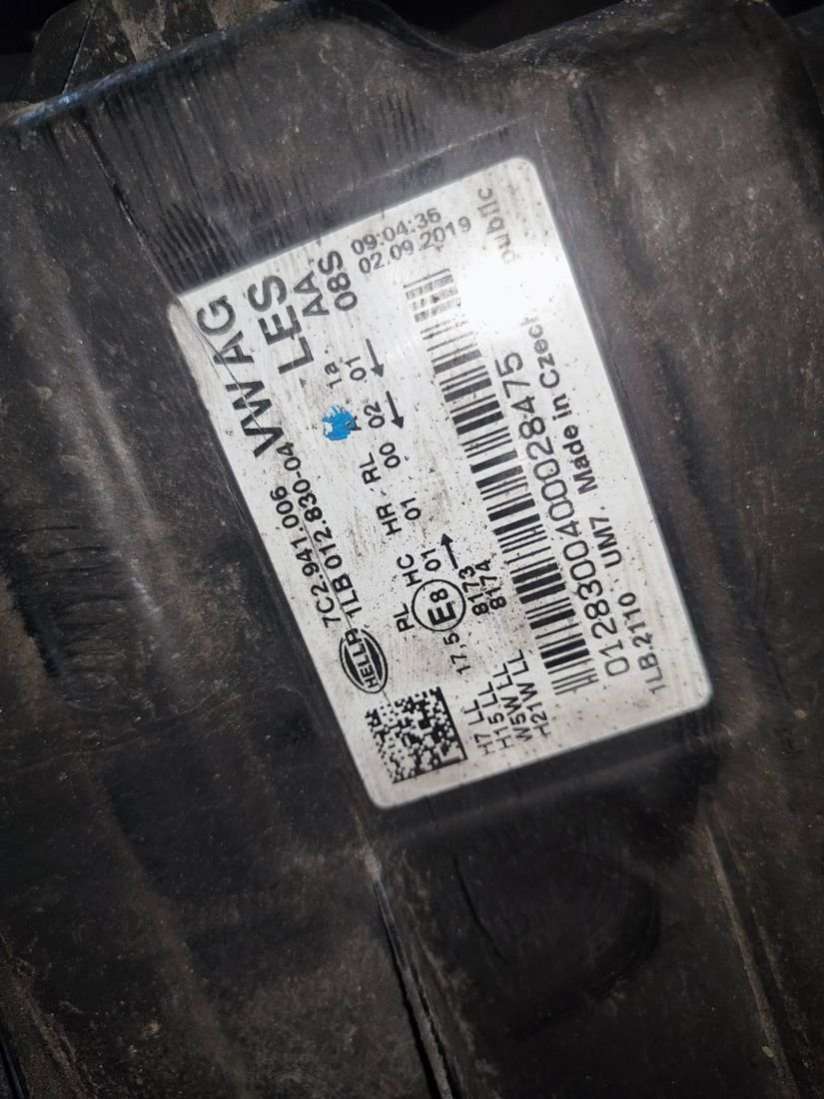 7C2.941.006 VW AG
HELLA 1LB 012.830-04 LES
A 1a. AA
PL HC HR RL 02 01 08S
E8 01 01 00
17,5 ← → →
8173 09:04:36
8174 02.09.2019
H7 LL
H15 LL
W5W LL
H21W LL
0128300400028475
1LB.2110 UM7. Made in Czech public